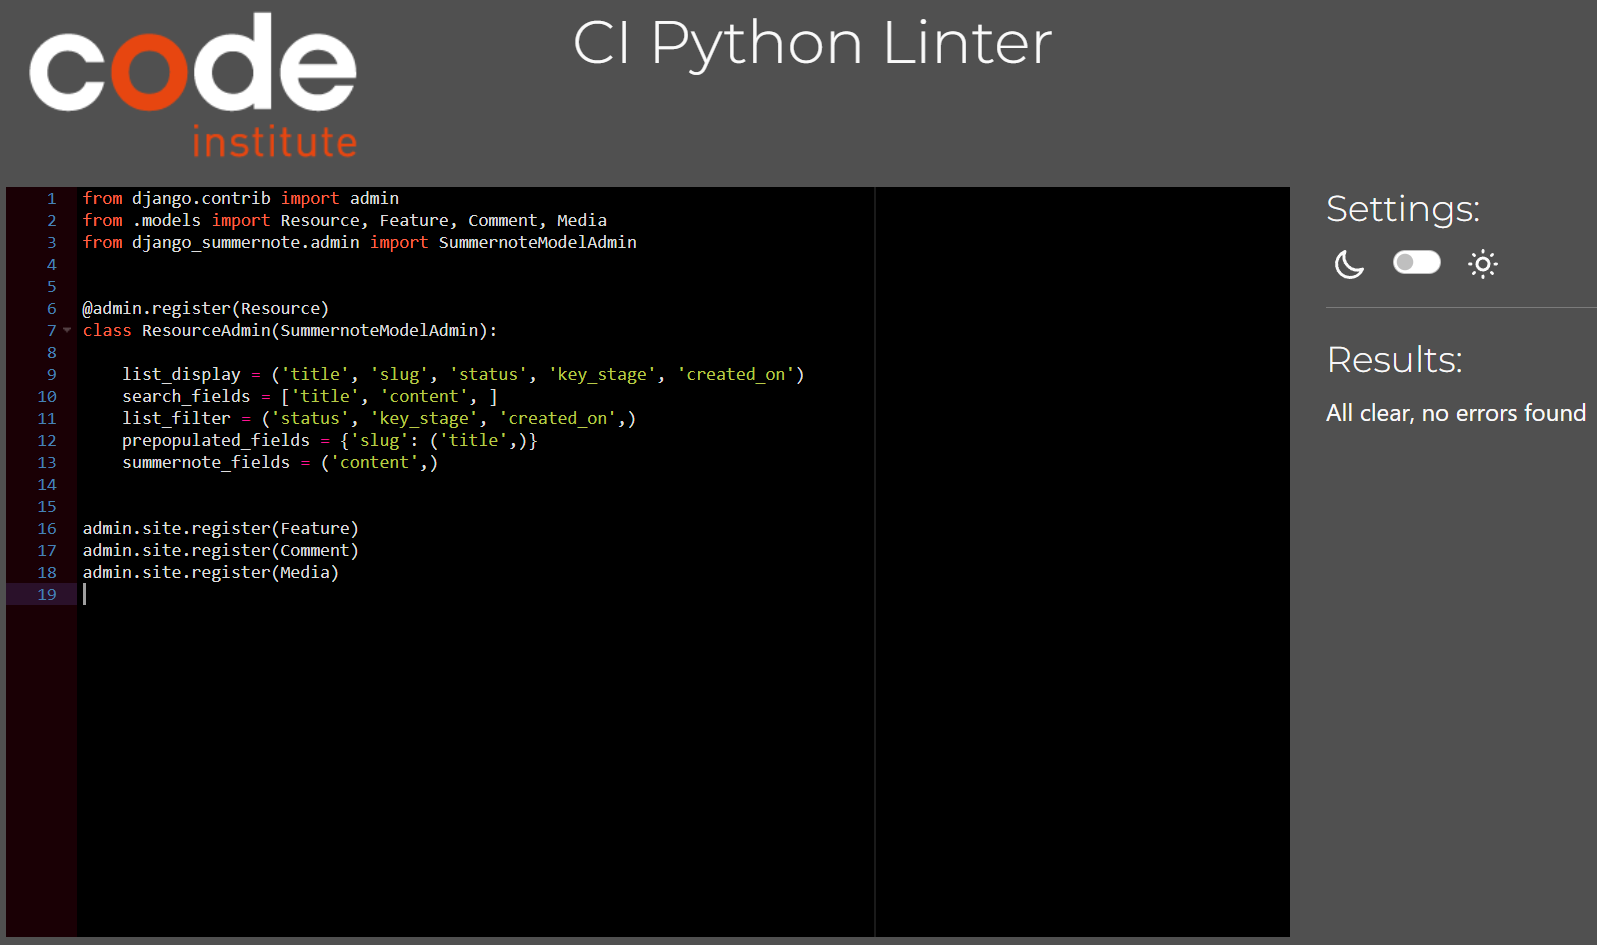 code
institute
CI Python Linter
1 from django.contrib import admin
2 from .models import Resource, Feature, Comment, Media
3 from django_summernote.admin import SummernoteModelAdmin
4
5
6 @admin.register(Resource)
7 class ResourceAdmin(SummernoteModelAdmin):
8
9     list_display = ('title', 'slug', 'status', 'key_stage', 'created_on')
10     search_fields = ['title', 'content', ]
11     list_filter = ('status', 'key_stage', 'created_on',)
12     prepopulated_fields = {'slug': ('title',)}
13     summernote_fields = ('content',)
14
15
16 admin.site.register(Feature)
17 admin.site.register(Comment)
18 admin.site.register(Media)
19
Settings:
Results:
All clear, no errors found